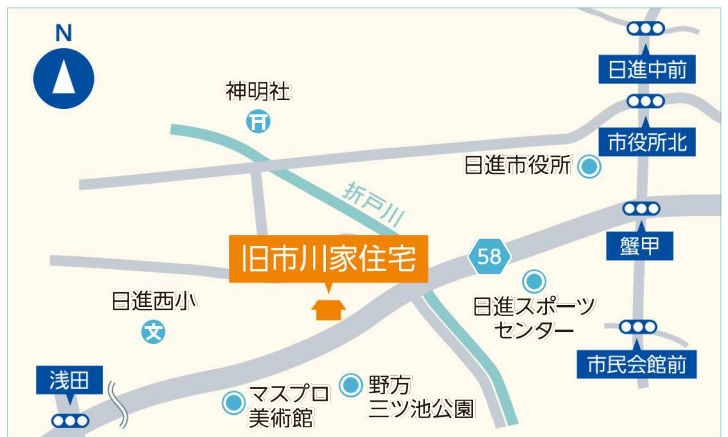 N
日進中前
神明社
市役所北
日進市役所
折戸川
蟹甲
旧市川家住宅
58
日進西小
文
日進スポーツ
センター
市民会館前
浅田
マスプロ
美術館
野方
三ツ池公園